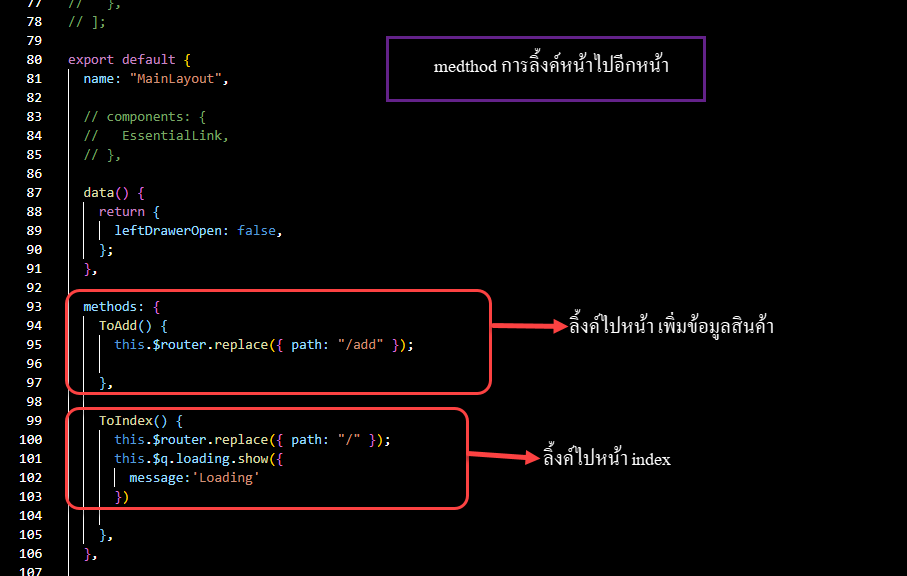 77 // },
78 // ];
79
80 export default {
81 name: "MainLayout",
82
83 // components: {
84 // EssentialLink,
85 // },
86
87 data() {
88 return {
89 leftDrawerOpen: false,
90 };
91 },
92
93 methods: {
94 ToAdd() {
95 this.$router.replace({ path: "/add" });
96
97 },
98
99 ToIndex() {
100 this.$router.replace({ path: "/" });
101 this.$q.loading.show({
102 message:'Loading'
103 })
104
105 },
106 },
107
medthod การลิ้งค์หน้าไปอีกหน้า
ลิ้งค์ไปหน้า เพิ่มข้อมูลสินค้า
ลิ้งค์ไปหน้า index